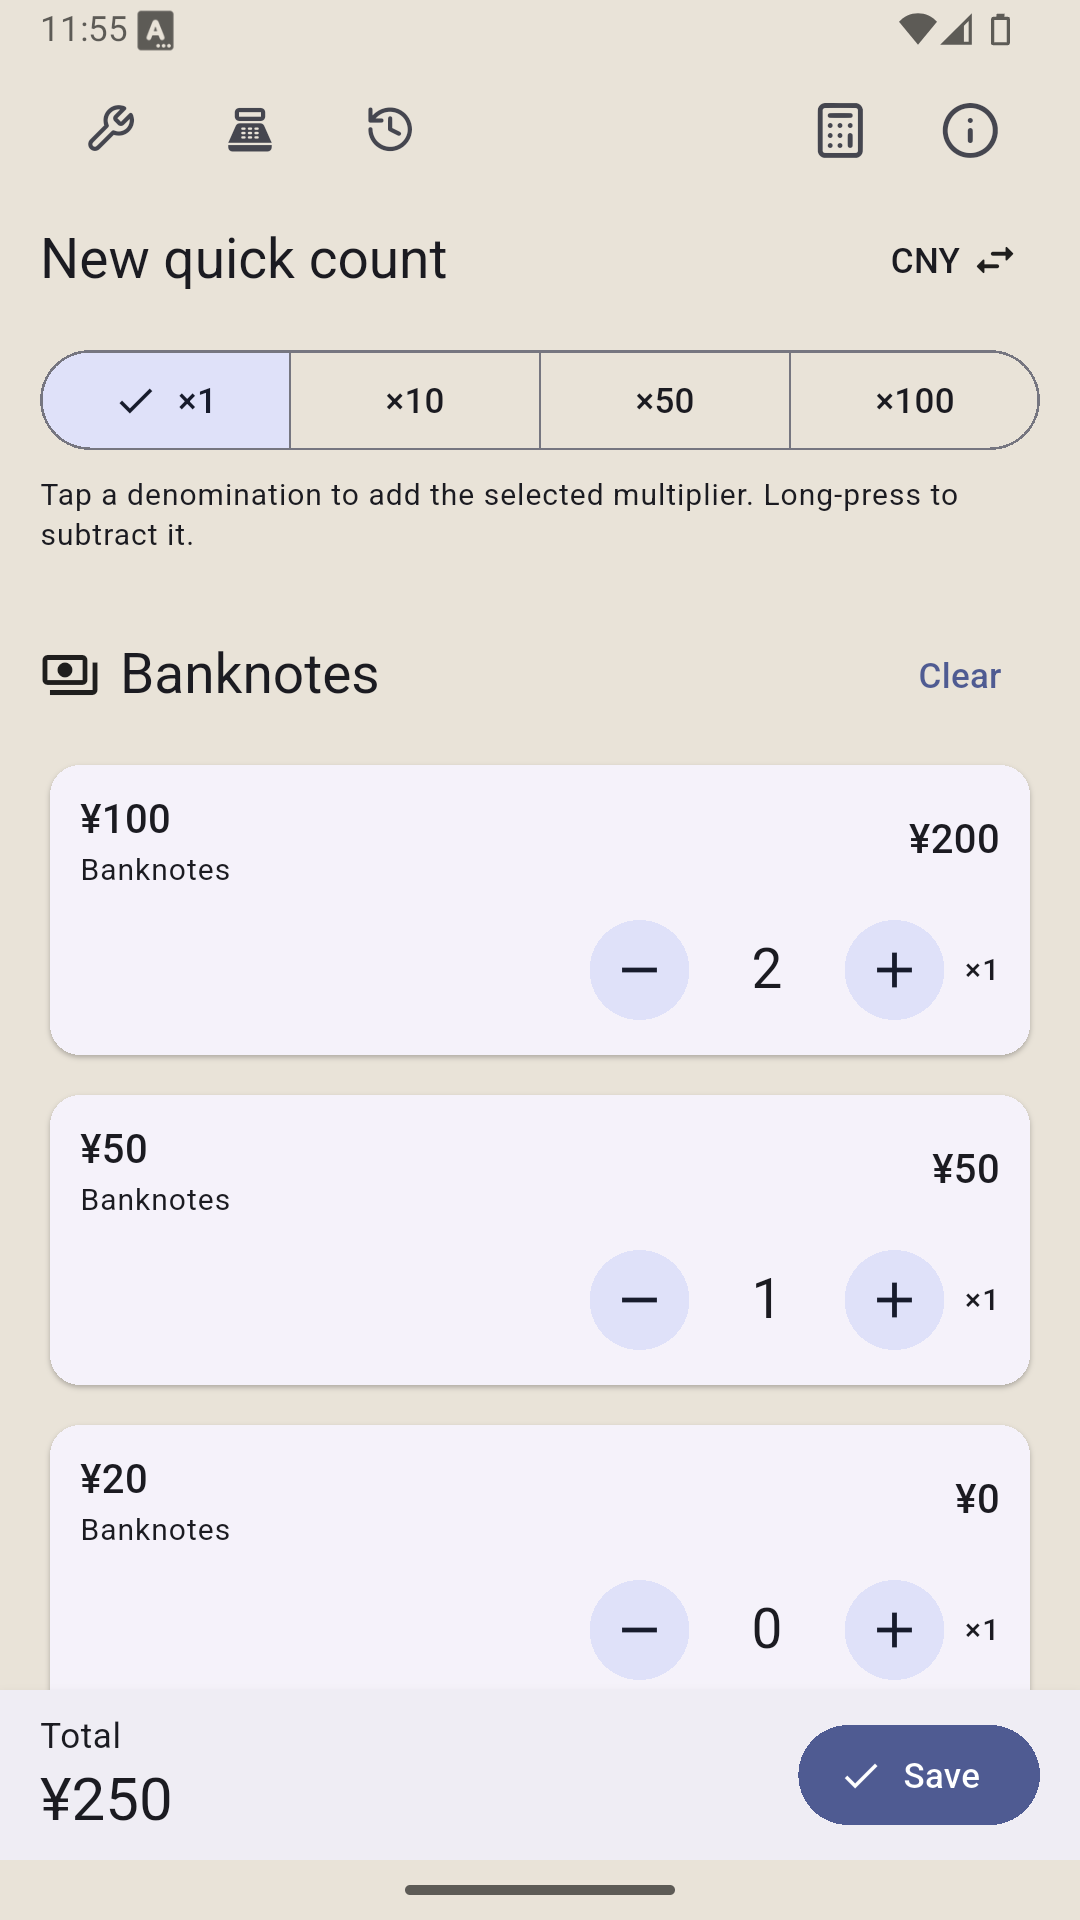 11:55
New quick count
CNY
×1
×10
×50
×100
Tap a denomination to add the selected multiplier. Long-press to
subtract it.
Banknotes
Clear
¥100
¥200
Banknotes
2
×1
¥50
¥50
Banknotes
1
×1
¥20
¥0
Banknotes
0
×1
Total
¥250
Save